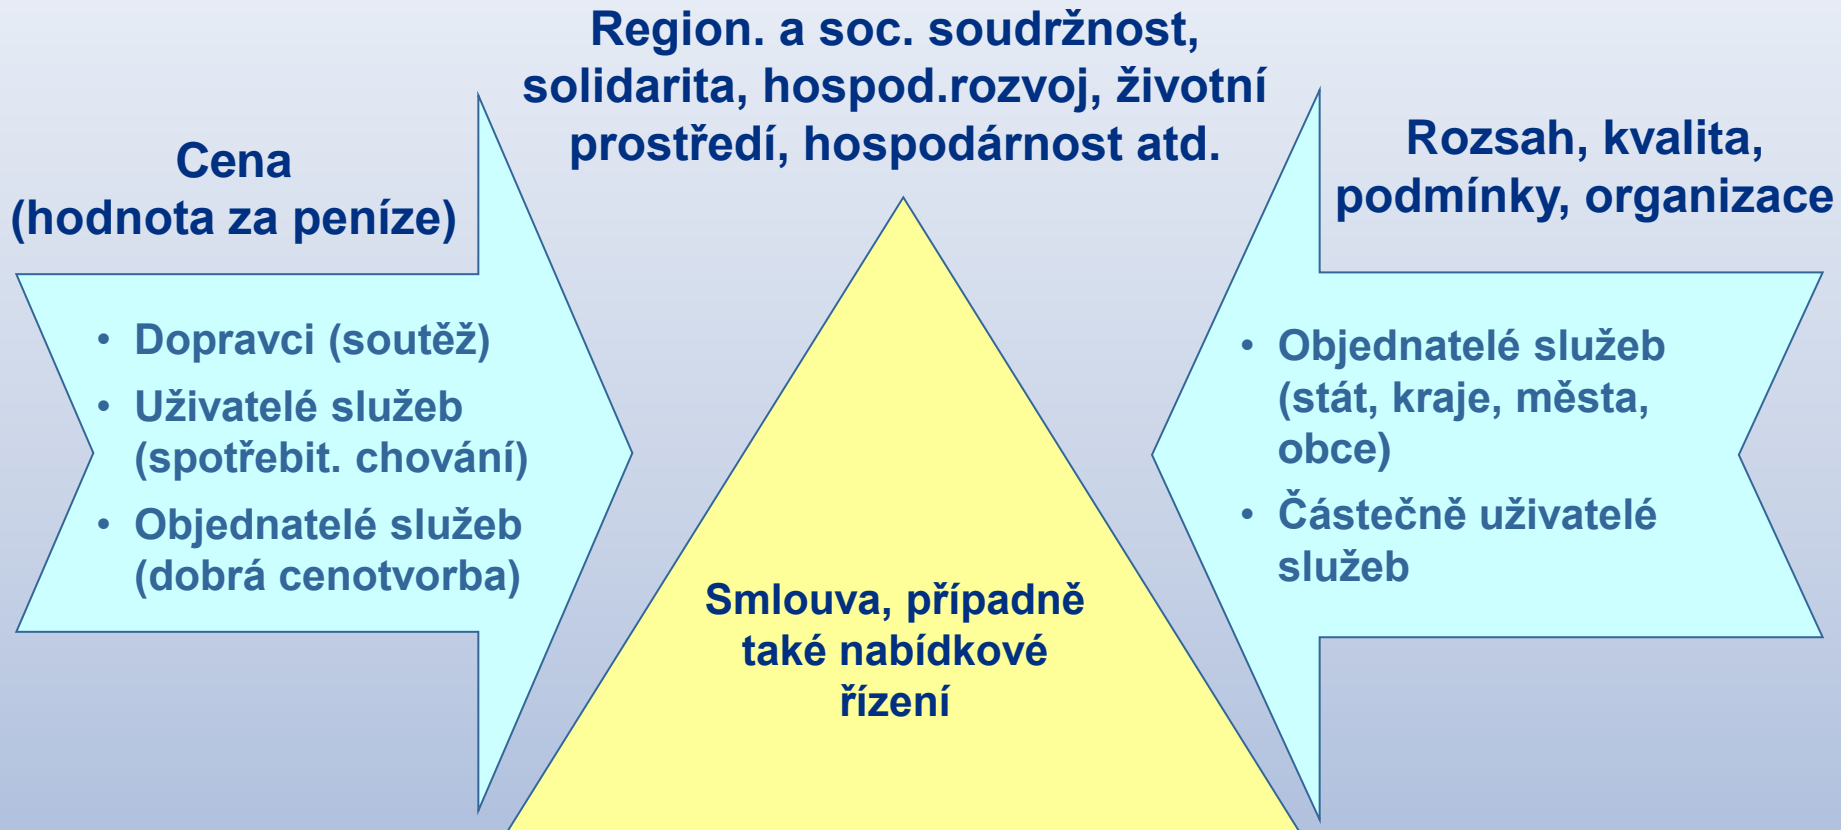 Region. a soc. soudržnost,
solidarita, hospod.rozvoj, životní
prostředí, hospodárnost atd.
Cena
(hodnota za peníze)
Rozsah, kvalita,
podmínky, organizace
• Dopravci (soutěž)
• Uživatelé služeb
(spotřebit. chování)
• Objednatelé služeb
(dobrá cenotvorba)
• Objednatelé služeb
(stát, kraje, města,
obce)
• Částečně uživatelé
služeb
Smlouva, případně
také nabídkové
řízení